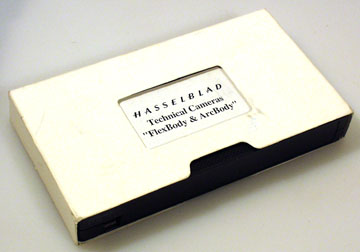 HASSELBLAD
Technical Cameras
"FlexBody & ArcBody"